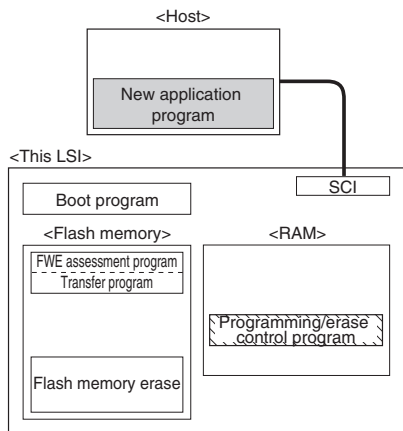 <Host>
New application
program
<This LSI>
SCI
Boot program
<Flash memory>
<RAM>
FWE assessment program
Transfer program
Programming/erase
control program
Flash memory erase